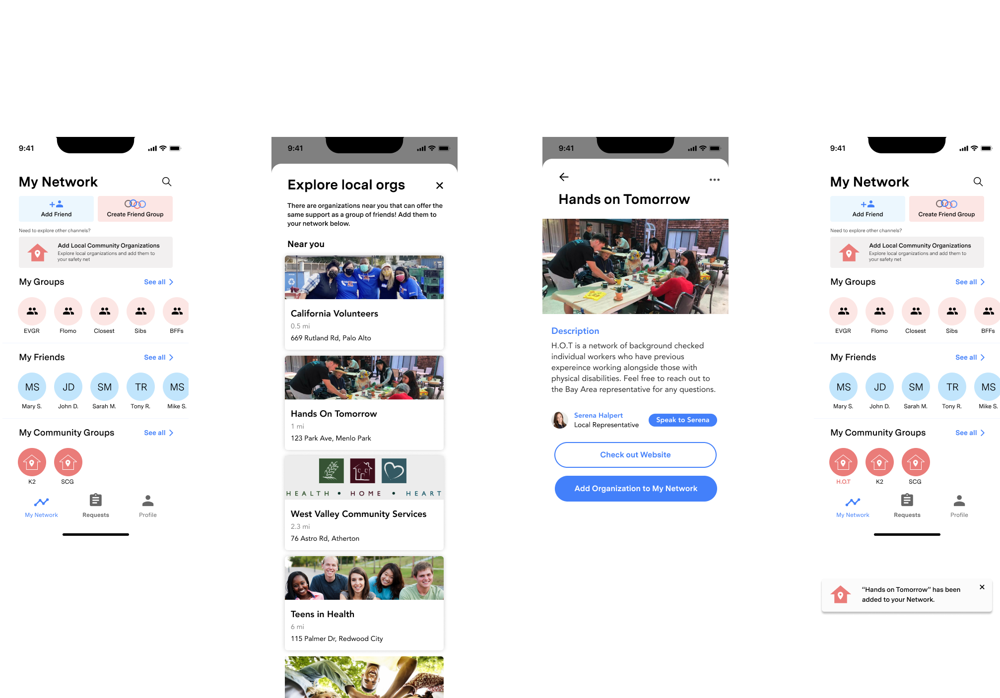 9:41
My Network
Add Friend
Create Friend Group
Need to explore other channels?
Add Local Community Organizations
Explore local organizations and add them to
your safety net
My Groups
See all
EVGR
Flomo
Closest
Sibs
BFFs
My Friends
See all
MS
JD
SM
TR
MS
Mary S.
John D.
Sarah M.
Tony R.
Mike S.
My Community Groups
See all
K2
SCG
My Network
Requests
Profile
9:41
Explore local orgs
There are organizations near you that can offer the
same support as a group of friends! Add them to
your network below.
Near you
California Volunteers
0.5 mi
669 Rutland Rd, Palo Alto
Hands On Tomorrow
1 mi
123 Park Ave, Menlo Park
HEALTH • HOME • HEART
West Valley Community Services
2.3 mi
76 Astro Rd, Atherton
Teens in Health
6 mi
115 Palmer Dr, Redwood City
9:41
Hands on Tomorrow
Description
H.O.T is a network of background checked
individual workers who have previous
expereince working alongside those with
physical disabilities. Feel free to reach out to
the Bay Area representative for any questions.
Serena Halpert
Local Representative
Speak to Serena
Check out Website
Add Organization to My Network
9:41
My Network
Add Friend
Create Friend Group
Need to explore other channels?
Add Local Community Organizations
Explore local organizations and add them to
your safety net
My Groups
See all
EVGR
Flomo
Closest
Sibs
BFFs
My Friends
See all
MS
JD
SM
TR
MS
Mary S.
John D.
Sarah M.
Tony R.
Mike S.
My Community Groups
See all
H.O.T
K2
SCG
My Network
Requests
Profile
“Hands on Tomorrow” has been
added to your Network.